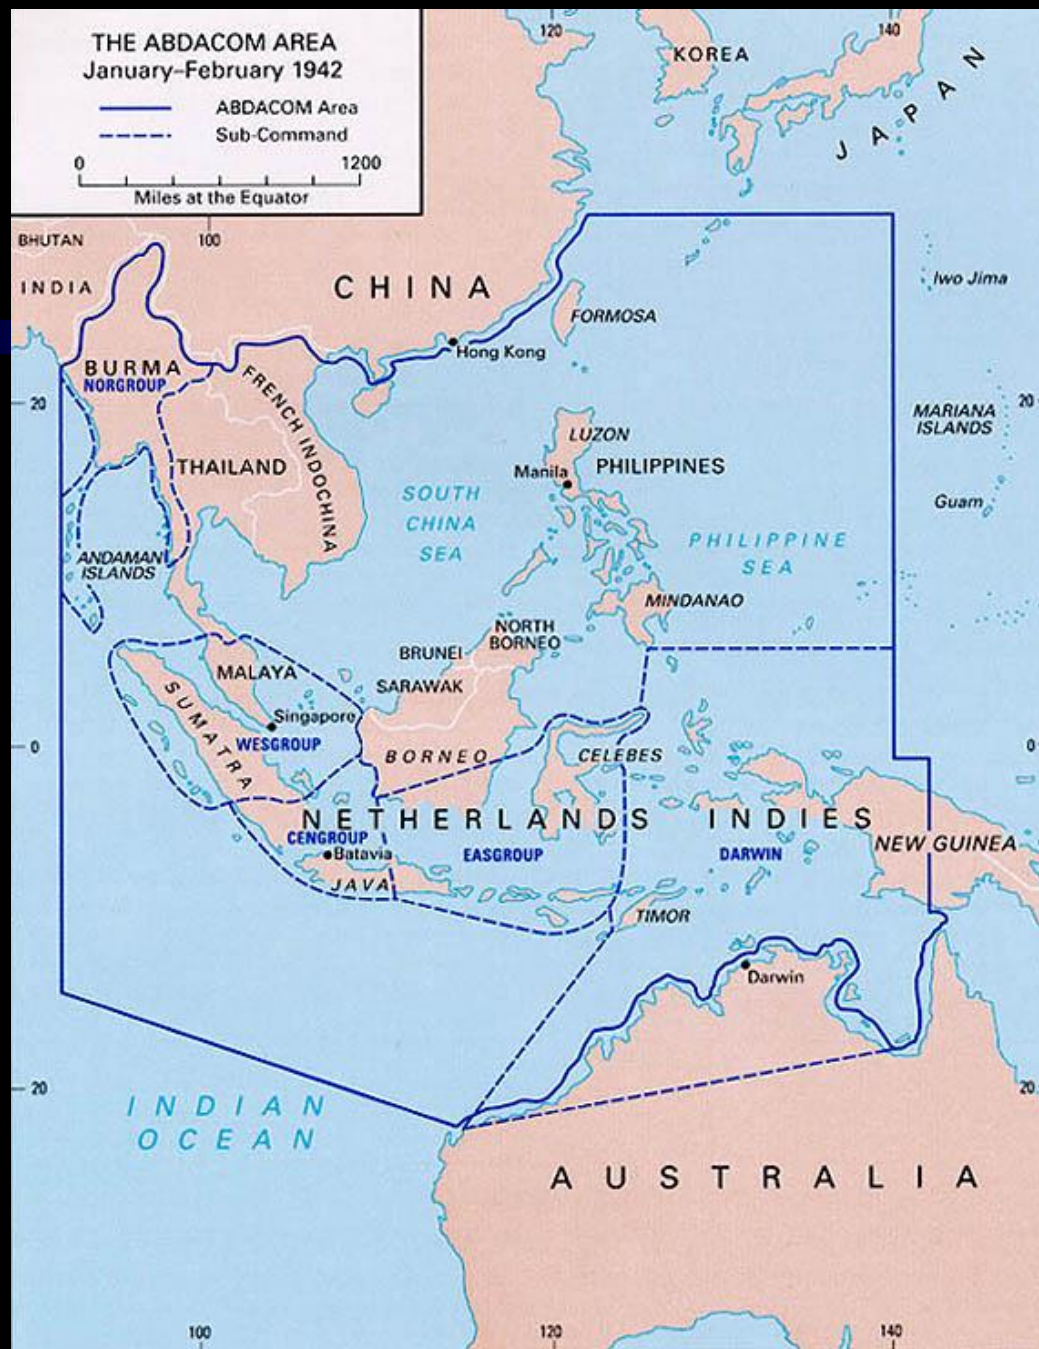 THE ABDACOM AREA
January–February 1942
ABDACOM Area
Sub-Command
0 1200
Miles at the Equator
120
140
KOREA
JAPAN
BHUTAN
100
INDIA
CHINA
Iwo Jima
FORMOSA
Hong Kong
BURMA
NORGROUP
FRENCH INDOCHINA
20
20
MARIANA
ISLANDS
LUZON
THAILAND
Manila
PHILIPPINES
SOUTH
CHINA
SEA
Guam
PHILIPPINE
SEA
ANDAMAN
ISLANDS
MINDANAO
NORTH
BORNEO
BRUNEI
MALAYA
SARAWAK
SUMATRA
Singapore
WESGROUP
0
0
BORNEO
CELEBES
NETHERLANDS INDIES
CENGROUP
Batavia
EASGROUP
DARWIN
NEW GUINEA
JAVA
TIMOR
Darwin
20
20
INDIAN
OCEAN
AUSTRALIA
100
120
140